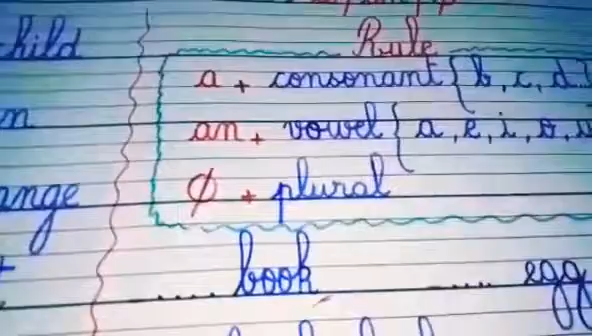 hild
Rule
a + consonant { b, c, d..
an + vowel { a, e, i, o, u
ange
Ø + plural
..... book
.... egg